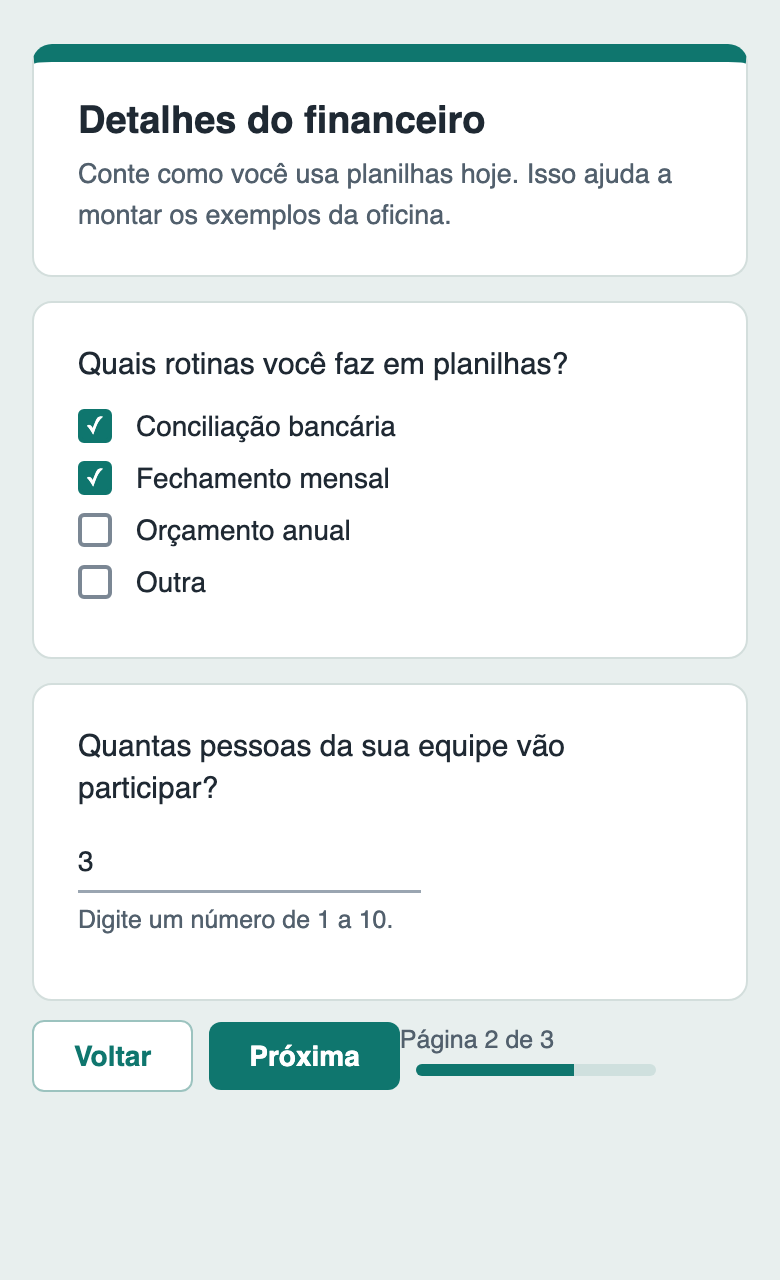 Detalhes do financeiro
Conte como você usa planilhas hoje. Isso ajuda a
montar os exemplos da oficina.
Quais rotinas você faz em planilhas?
Conciliação bancária
Fechamento mensal
Orçamento anual
Outra
Quantas pessoas da sua equipe vão
participar?
3
Digite um número de 1 a 10.
Voltar
Próxima
Página 2 de 3